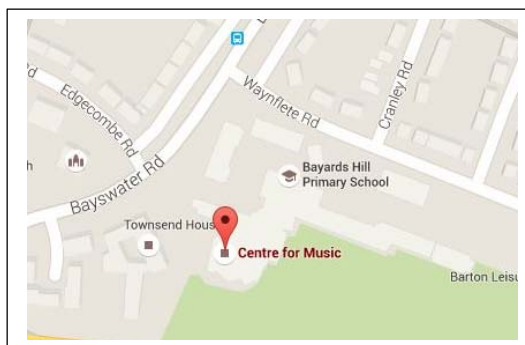 Rd
Edgecombe Rd
Waynflete Rd
Cranley Rd
h
Bayswater Rd
Bayards Hill
Primary School
Townsend Hous
Centre for Music
Barton Leisu